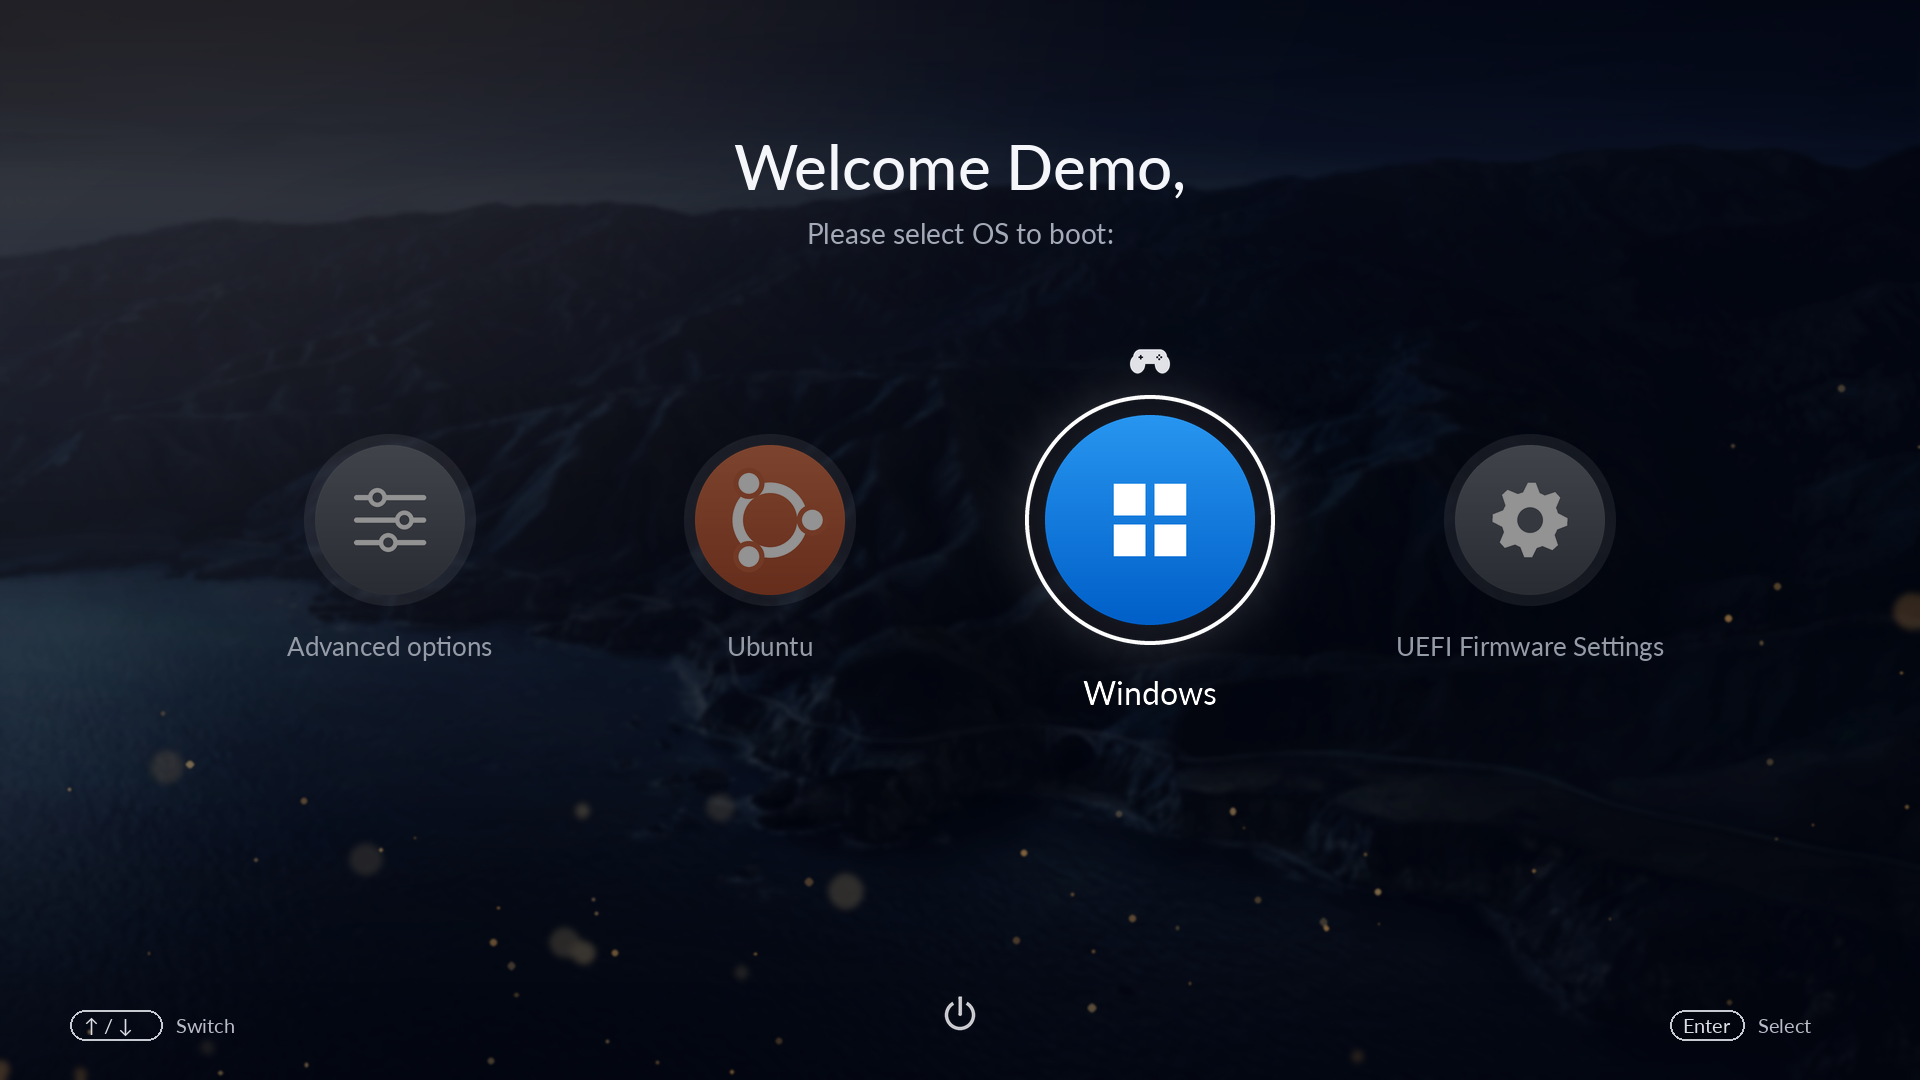 Welcome Demo,
Please select OS to boot:
Advanced options
Ubuntu
Windows
UEFI Firmware Settings
↑ / ↓ Switch
Enter Select